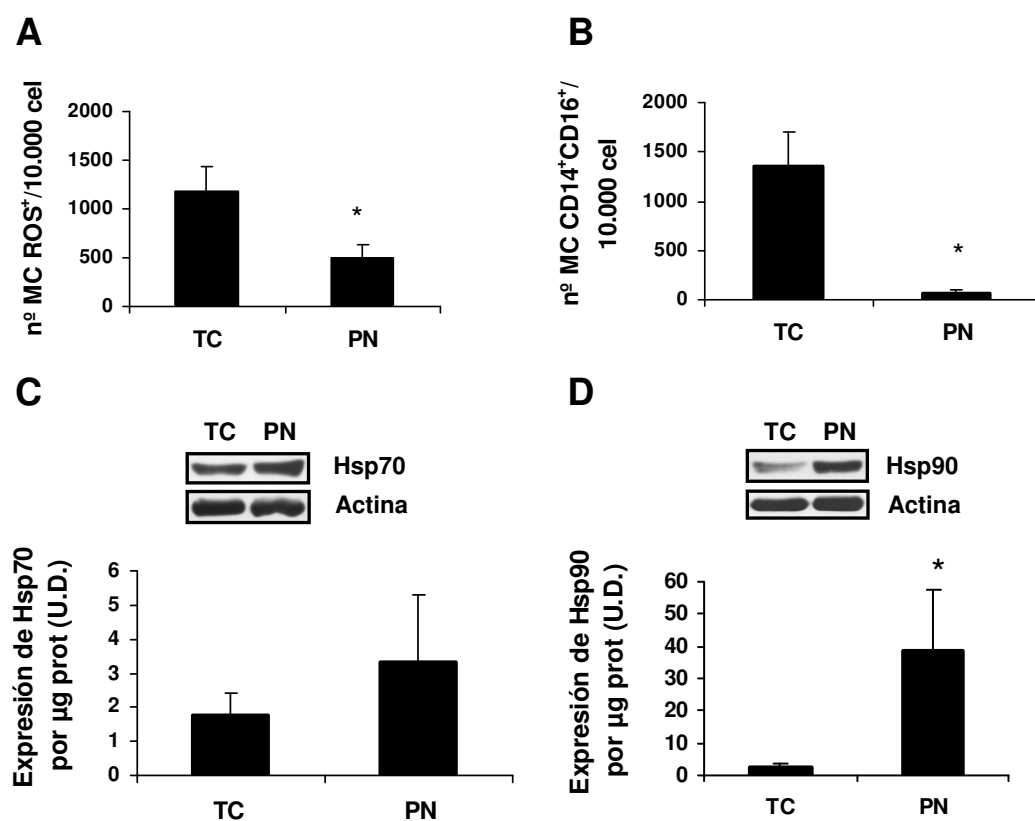 A
nº MC ROS⁺/10.000 cel
2000
1500
1000
500
0
*
TC PN
B
nº MC CD14⁺CD16⁺/
10.000 cel
2000
1500
1000
500
0
*
TC PN
C
TC PN
Hsp70
Actina
Expresión de Hsp70
por µg prot (U.D.)
6
5
4
3
2
1
0
TC PN
D
TC PN
Hsp90
Actina
Expresión de Hsp90
por µg prot (U.D.)
60
50
40
30
20
10
0
*
TC PN